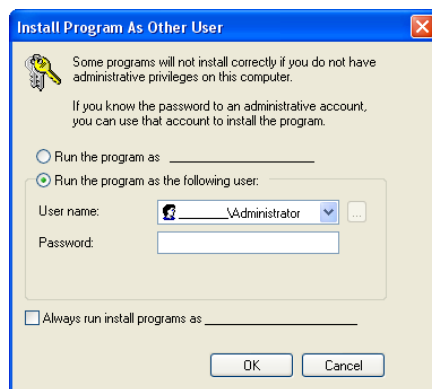 Install Program As Other User
Some programs will not install correctly if you do not have
administrative privileges on this computer.
If you know the password to an administrative account,
you can use that account to install the program.
Run the program as _______________
Run the program as the following user:
User name: _______\Administrator ...
Password:
Always run install programs as _______________
OK Cancel